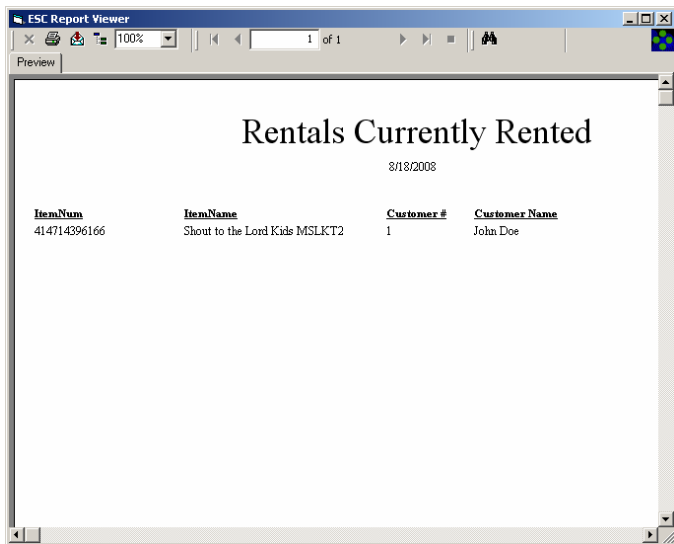 ESC Report Viewer
100% 1 of 1
Preview
Rentals Currently Rented
8/18/2008
ItemNum ItemName Customer # Customer Name
414714396166 Shout to the Lord Kids MSLKT2 1 John Doe